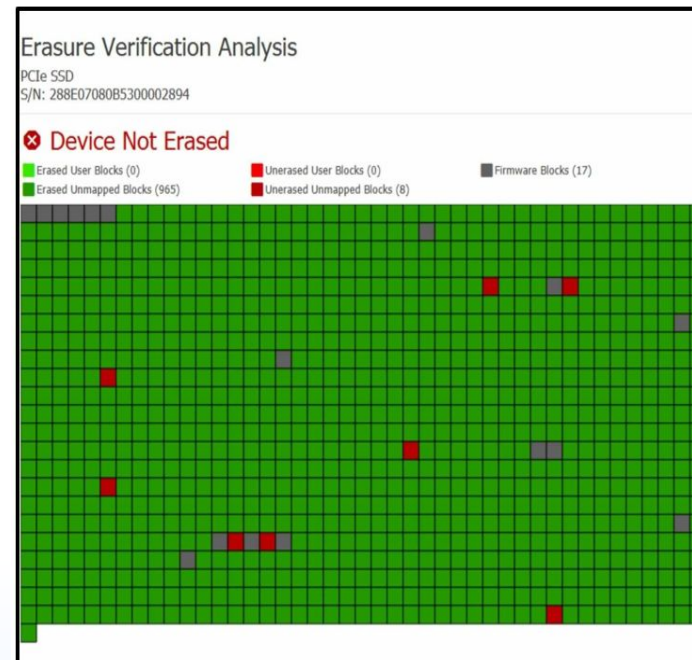 Erasure Verification Analysis
PCIe SSD
S/N: 288E07080B5300002894
Device Not Erased
Erased User Blocks (0)
Unerased User Blocks (0)
Firmware Blocks (17)
Erased Unmapped Blocks (965)
Unerased Unmapped Blocks (8)